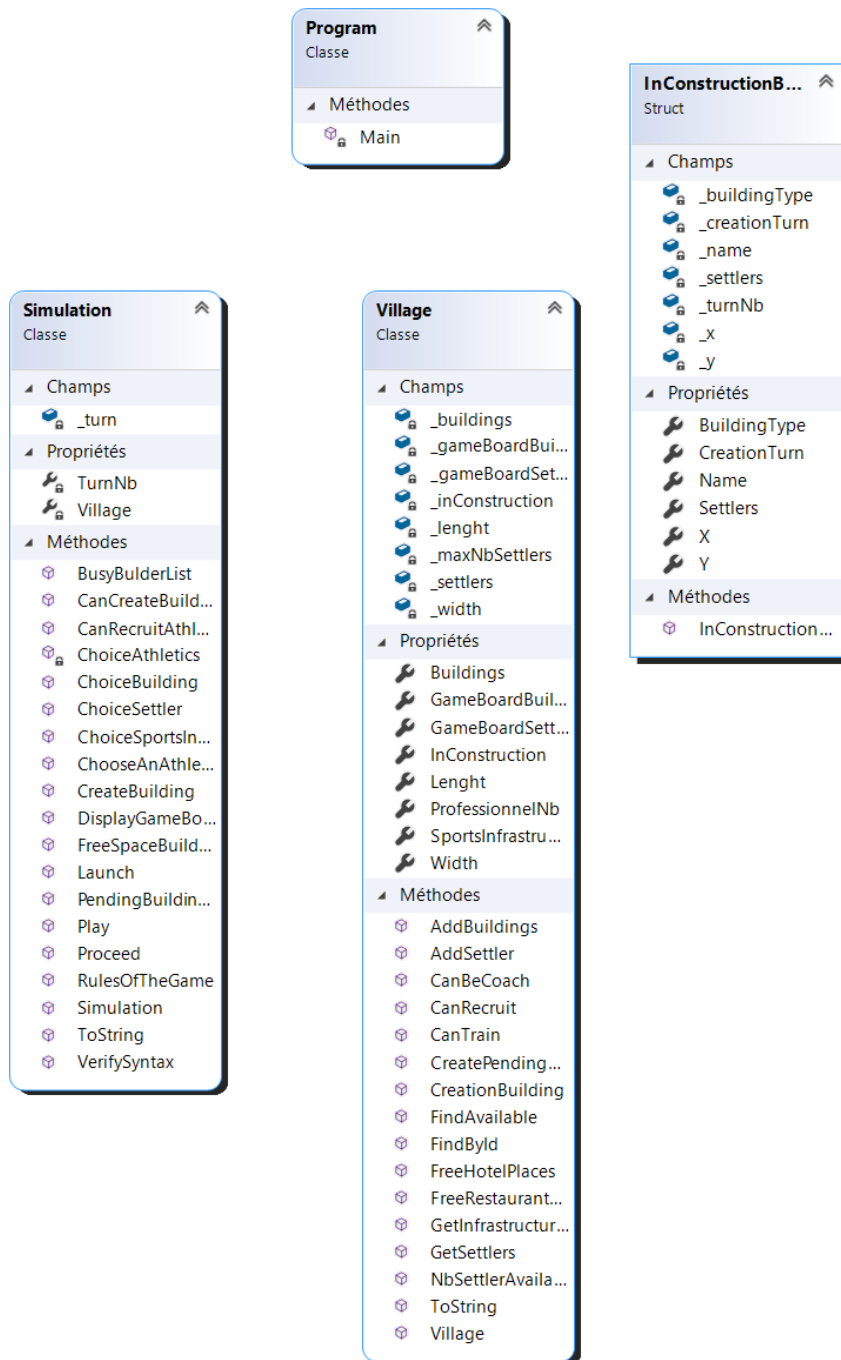 Program
Classe
Méthodes
Main
InConstructionB...
Struct
Champs
_buildingType
_creationTurn
_name
_settlers
_turnNb
_x
_y
Propriétés
BuildingType
CreationTurn
Name
Settlers
X
Y
Méthodes
InConstruction...
Simulation
Classe
Champs
_turn
Propriétés
TurnNb
Village
Méthodes
BusyBulderList
CanCreateBuild...
CanRecruitAthl...
ChoiceAthletics
ChoiceBuilding
ChoiceSettler
ChoiceSportsIn...
ChooseAnAthle...
CreateBuilding
DisplayGameBo...
FreeSpaceBuild...
Launch
PendingBuildin...
Play
Proceed
RulesOfTheGame
Simulation
ToString
VerifySyntax
Village
Classe
Champs
_buildings
_gameBoardBui...
_gameBoardSet...
_inConstruction
_lenght
_maxNbSettlers
_settlers
_width
Propriétés
Buildings
GameBoardBuil...
GameBoardSett...
InConstruction
Lenght
ProfessionnelNb
SportsInfrastru...
Width
Méthodes
AddBuildings
AddSettler
CanBeCoach
CanRecruit
CanTrain
CreatePending...
CreationBuilding
FindAvailable
FindById
FreeHotelPlaces
FreeRestaurant...
GetInfrastructur...
GetSettlers
NbSettlerAvaila...
ToString
Village